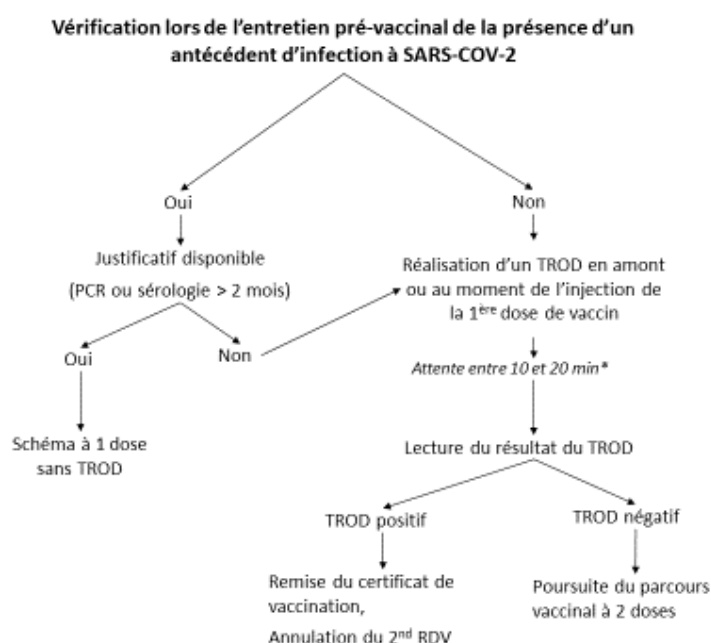 Vérification lors de l'entretien pré-vaccinal de la présence d'un
antécédent d'infection à SARS-COV-2
Oui
Non
Justificatif disponible
(PCR ou sérologie > 2 mois)
Réalisation d'un TROD en amont
ou au moment de l'injection de
la 1ère dose de vaccin
Oui
Non
Attente entre 10 et 20 min*
Schéma à 1 dose
sans TROD
Lecture du résultat du TROD
TROD positif
TROD négatif
Remise du certificat de
vaccination,
Annulation du 2nd RDV
Poursuite du parcours
vaccinal à 2 doses